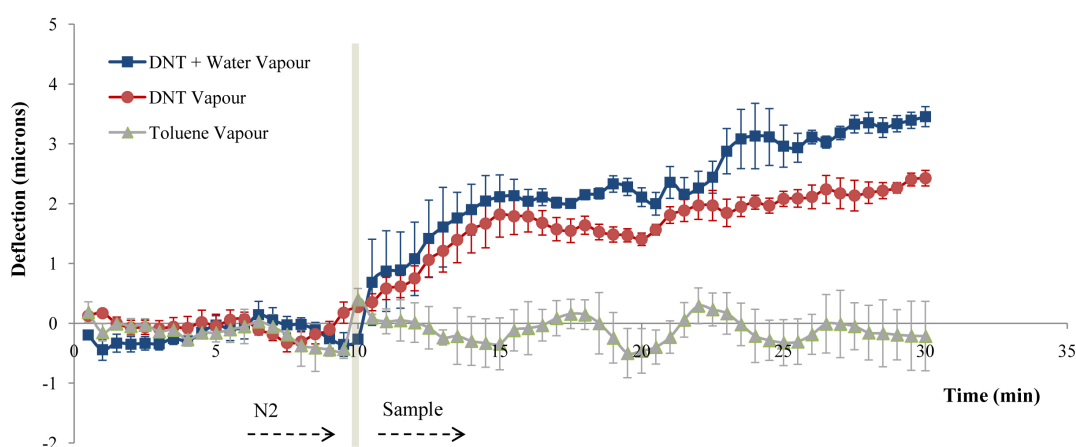 5
4
3
2
1
0
-1
-2
Deflection (microns)
DNT + Water Vapour
DNT Vapour
Toluene Vapour
0
5
10
15
20
25
30
35
Time (min)
N2
Sample